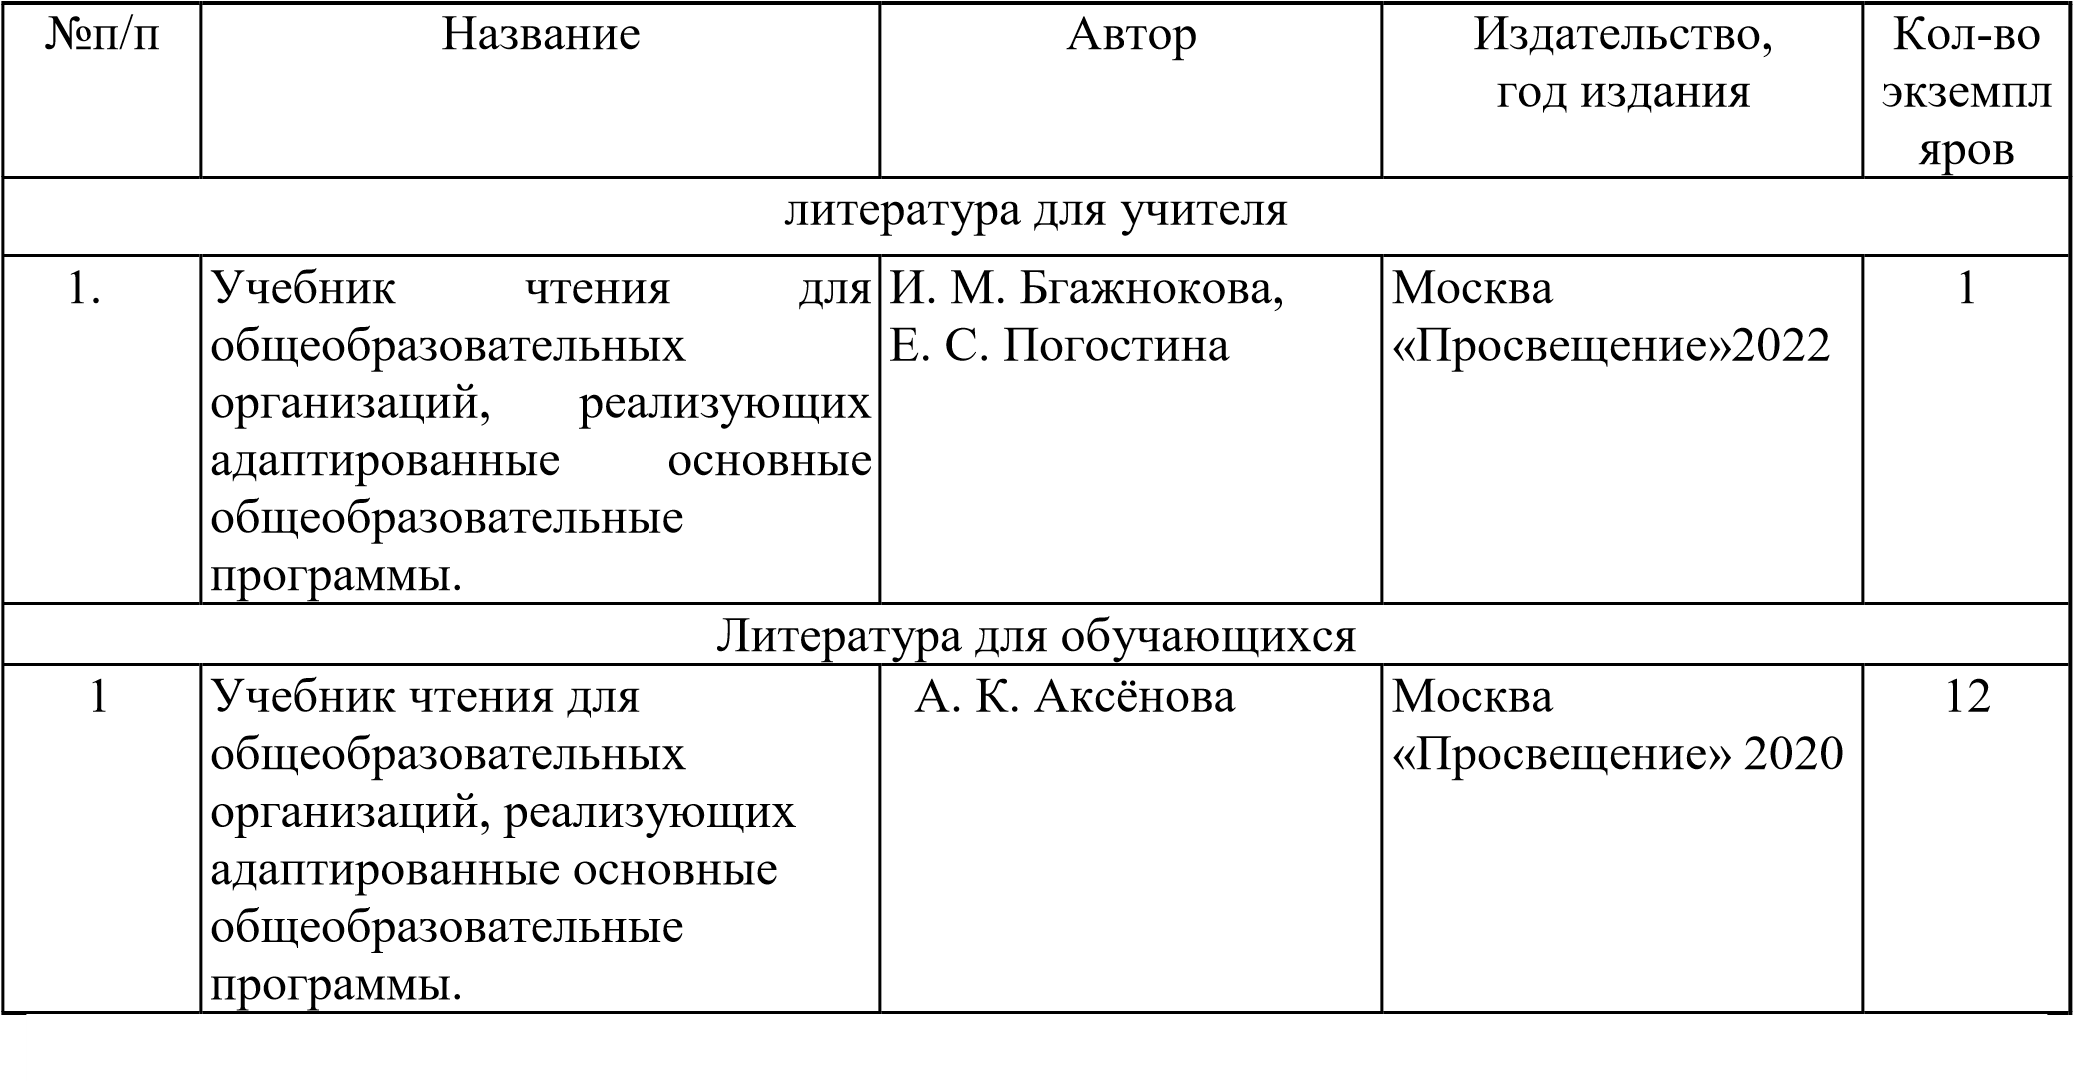 №п/п
Название
Автор
Издательство,
год издания
Кол-во
экземпл
яров
литература для учителя
1.
Учебник чтения для
общеобразовательных
организаций, реализующих
адаптированные основные
общеобразовательные
программы.
И. М. Бгажнокова,
Е. С. Погостина
Москва
«Просвещение»2022
1
Литература для обучающихся
1
Учебник чтения для
общеобразовательных
организаций, реализующих
адаптированные основные
общеобразовательные
программы.
А. К. Аксёнова
Москва
«Просвещение» 2020
12